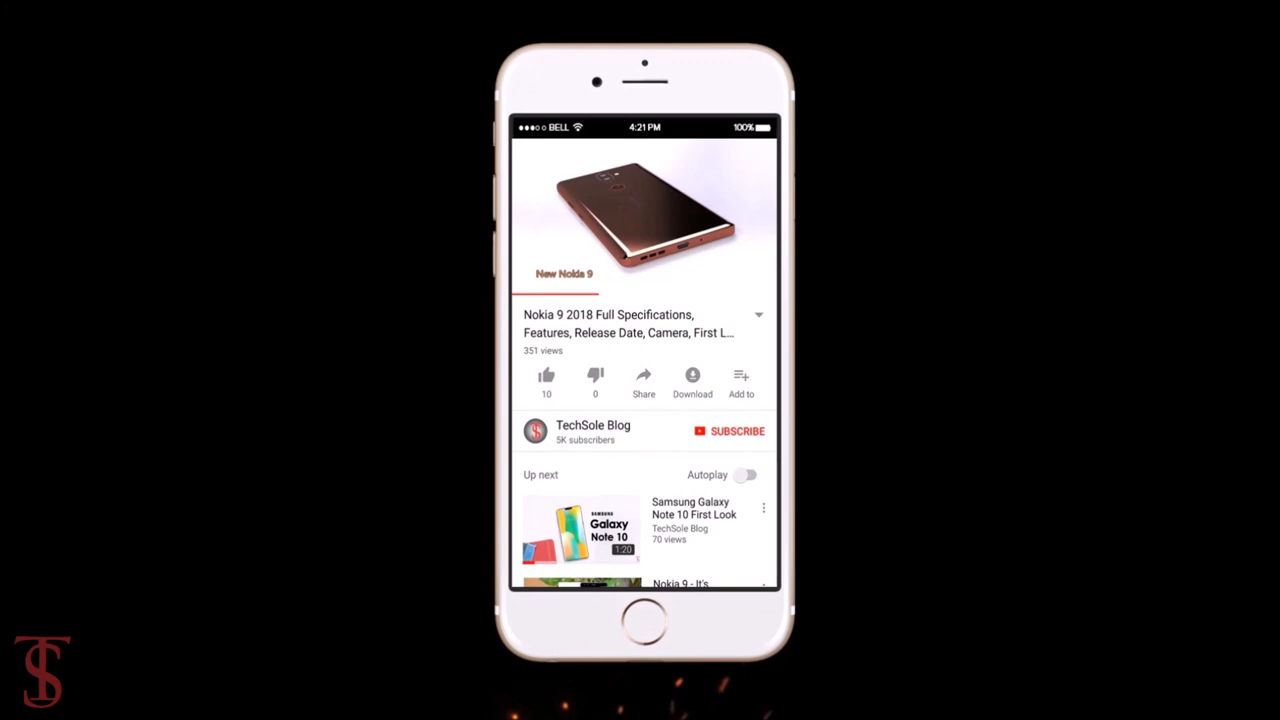 BELL
4:21 PM
100%
New Nokia 9
Nokia 9 2018 Full Specifications,
Features, Release Date, Camera, First L...
351 views
10
0
Share
Download
Add to
TechSole Blog
5K subscribers
SUBSCRIBE
Up next
Autoplay
SAMSUNG
Galaxy
Note 10
1:20
Samsung Galaxy
Note 10 First Look
TechSole Blog
70 views
Nokia 9 - It's
TS